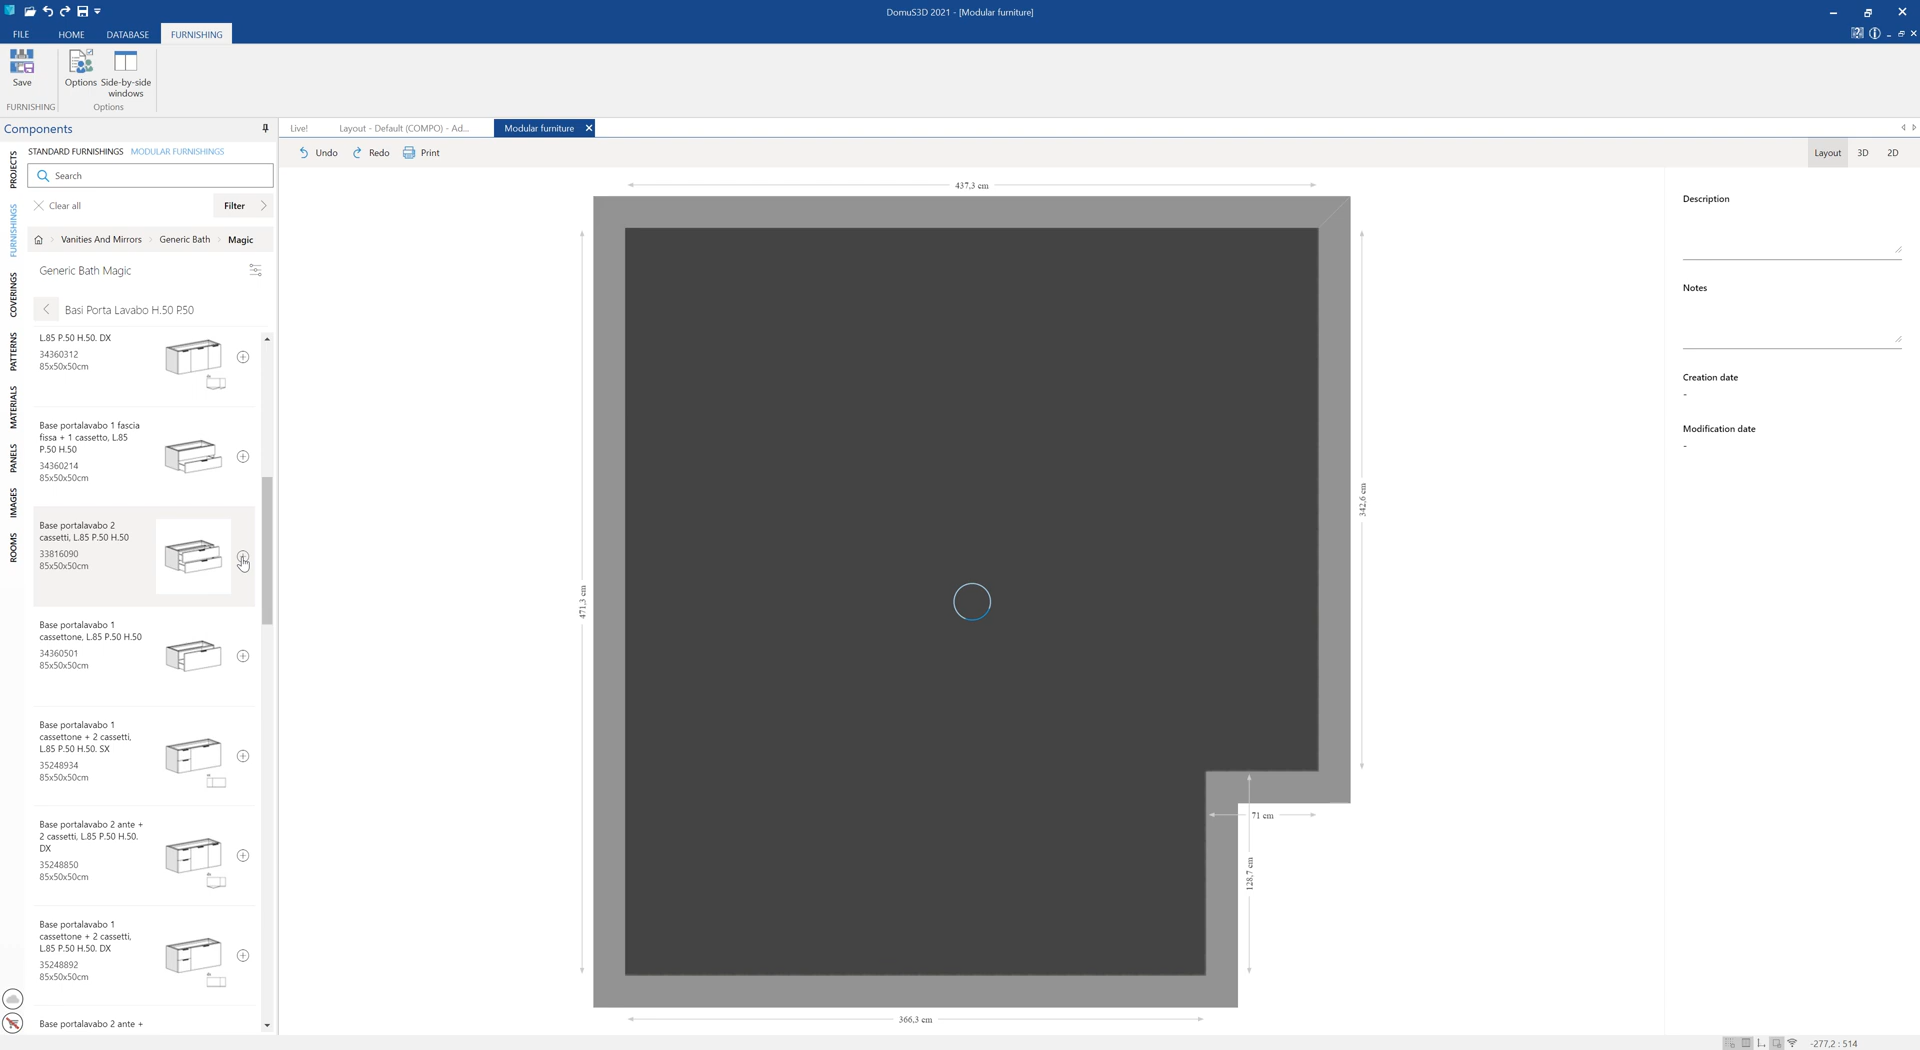 DomuS3D 2021 - [Modular furniture]
FILE
HOME
DATABASE
FURNISHING
Save
Options
Side-by-side
windows
FURNISHING
Options
Components
Live!
Layout - Default (COMPO) - Ad...
Modular furniture
STANDARD FURNISHINGS
MODULAR FURNISHINGS
Undo
Redo
Print
Layout
3D
2D
PROJECTS
FURNISHINGS
COVERINGS
PATTERNS
MATERIALS
PANELS
IMAGES
ROOMS
Search
Clear all
Filter
Vanities And Mirrors
Generic Bath
Magic
Generic Bath Magic
Basi Porta Lavabo H.50 P.50
L.85 P.50 H.50. DX
34360312
85x50x50cm
Base portalavabo 1 fascia
fissa + 1 cassetto, L.85
P.50 H.50
34360214
85x50x50cm
Base portalavabo 2
cassetti, L.85 P.50 H.50
33816090
85x50x50cm
Base portalavabo 1
cassettone, L.85 P.50 H.50
34360501
85x50x50cm
Base portalavabo 1
cassettone + 2 cassetti,
L.85 P.50 H.50. SX
35248934
85x50x50cm
Base portalavabo 2 ante +
2 cassetti, L.85 P.50 H.50.
DX
35248850
85x50x50cm
Base portalavabo 1
cassettone + 2 cassetti,
L.85 P.50 H.50. DX
35248892
85x50x50cm
Base portalavabo 2 ante +
437,3 cm
471,3 cm
342,6 cm
71 cm
128,7 cm
366,3 cm
Description
Notes
Creation date
-
Modification date
-
-277,2 : 514